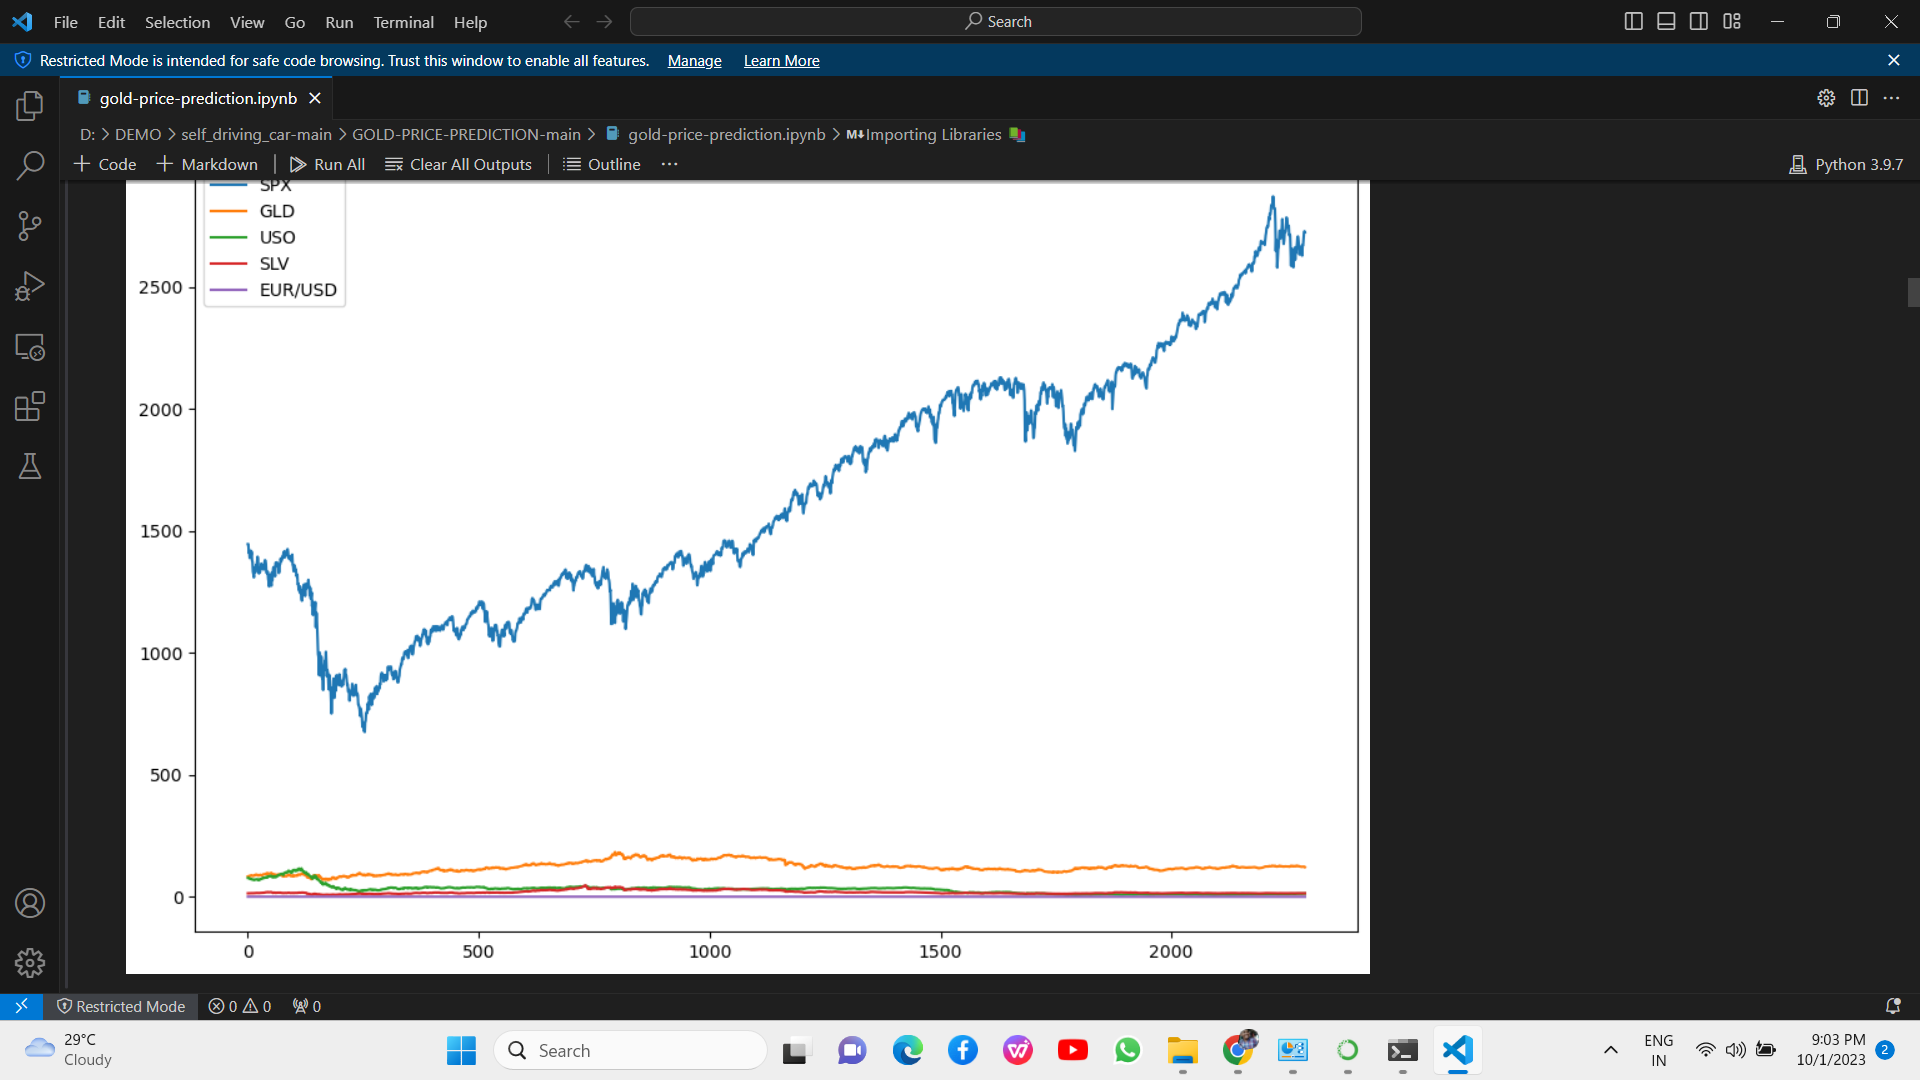 File Edit Selection View Go Run Terminal Help Search
Restricted Mode is intended for safe code browsing. Trust this window to enable all features. Manage Learn More
gold-price-prediction.ipynb
D: > DEMO > self_driving_car-main > GOLD-PRICE-PREDICTION-main > gold-price-prediction.ipynb > M↓Importing Libraries
+ Code + Markdown Run All Clear All Outputs Outline ... Python 3.9.7
SPX
GLD
USO
SLV
EUR/USD
2500
2000
1500
1000
500
0
0 500 1000 1500 2000
Restricted Mode 0 0 0
29°C
Cloudy
Search
ENG
IN
9:03 PM
10/1/2023
2